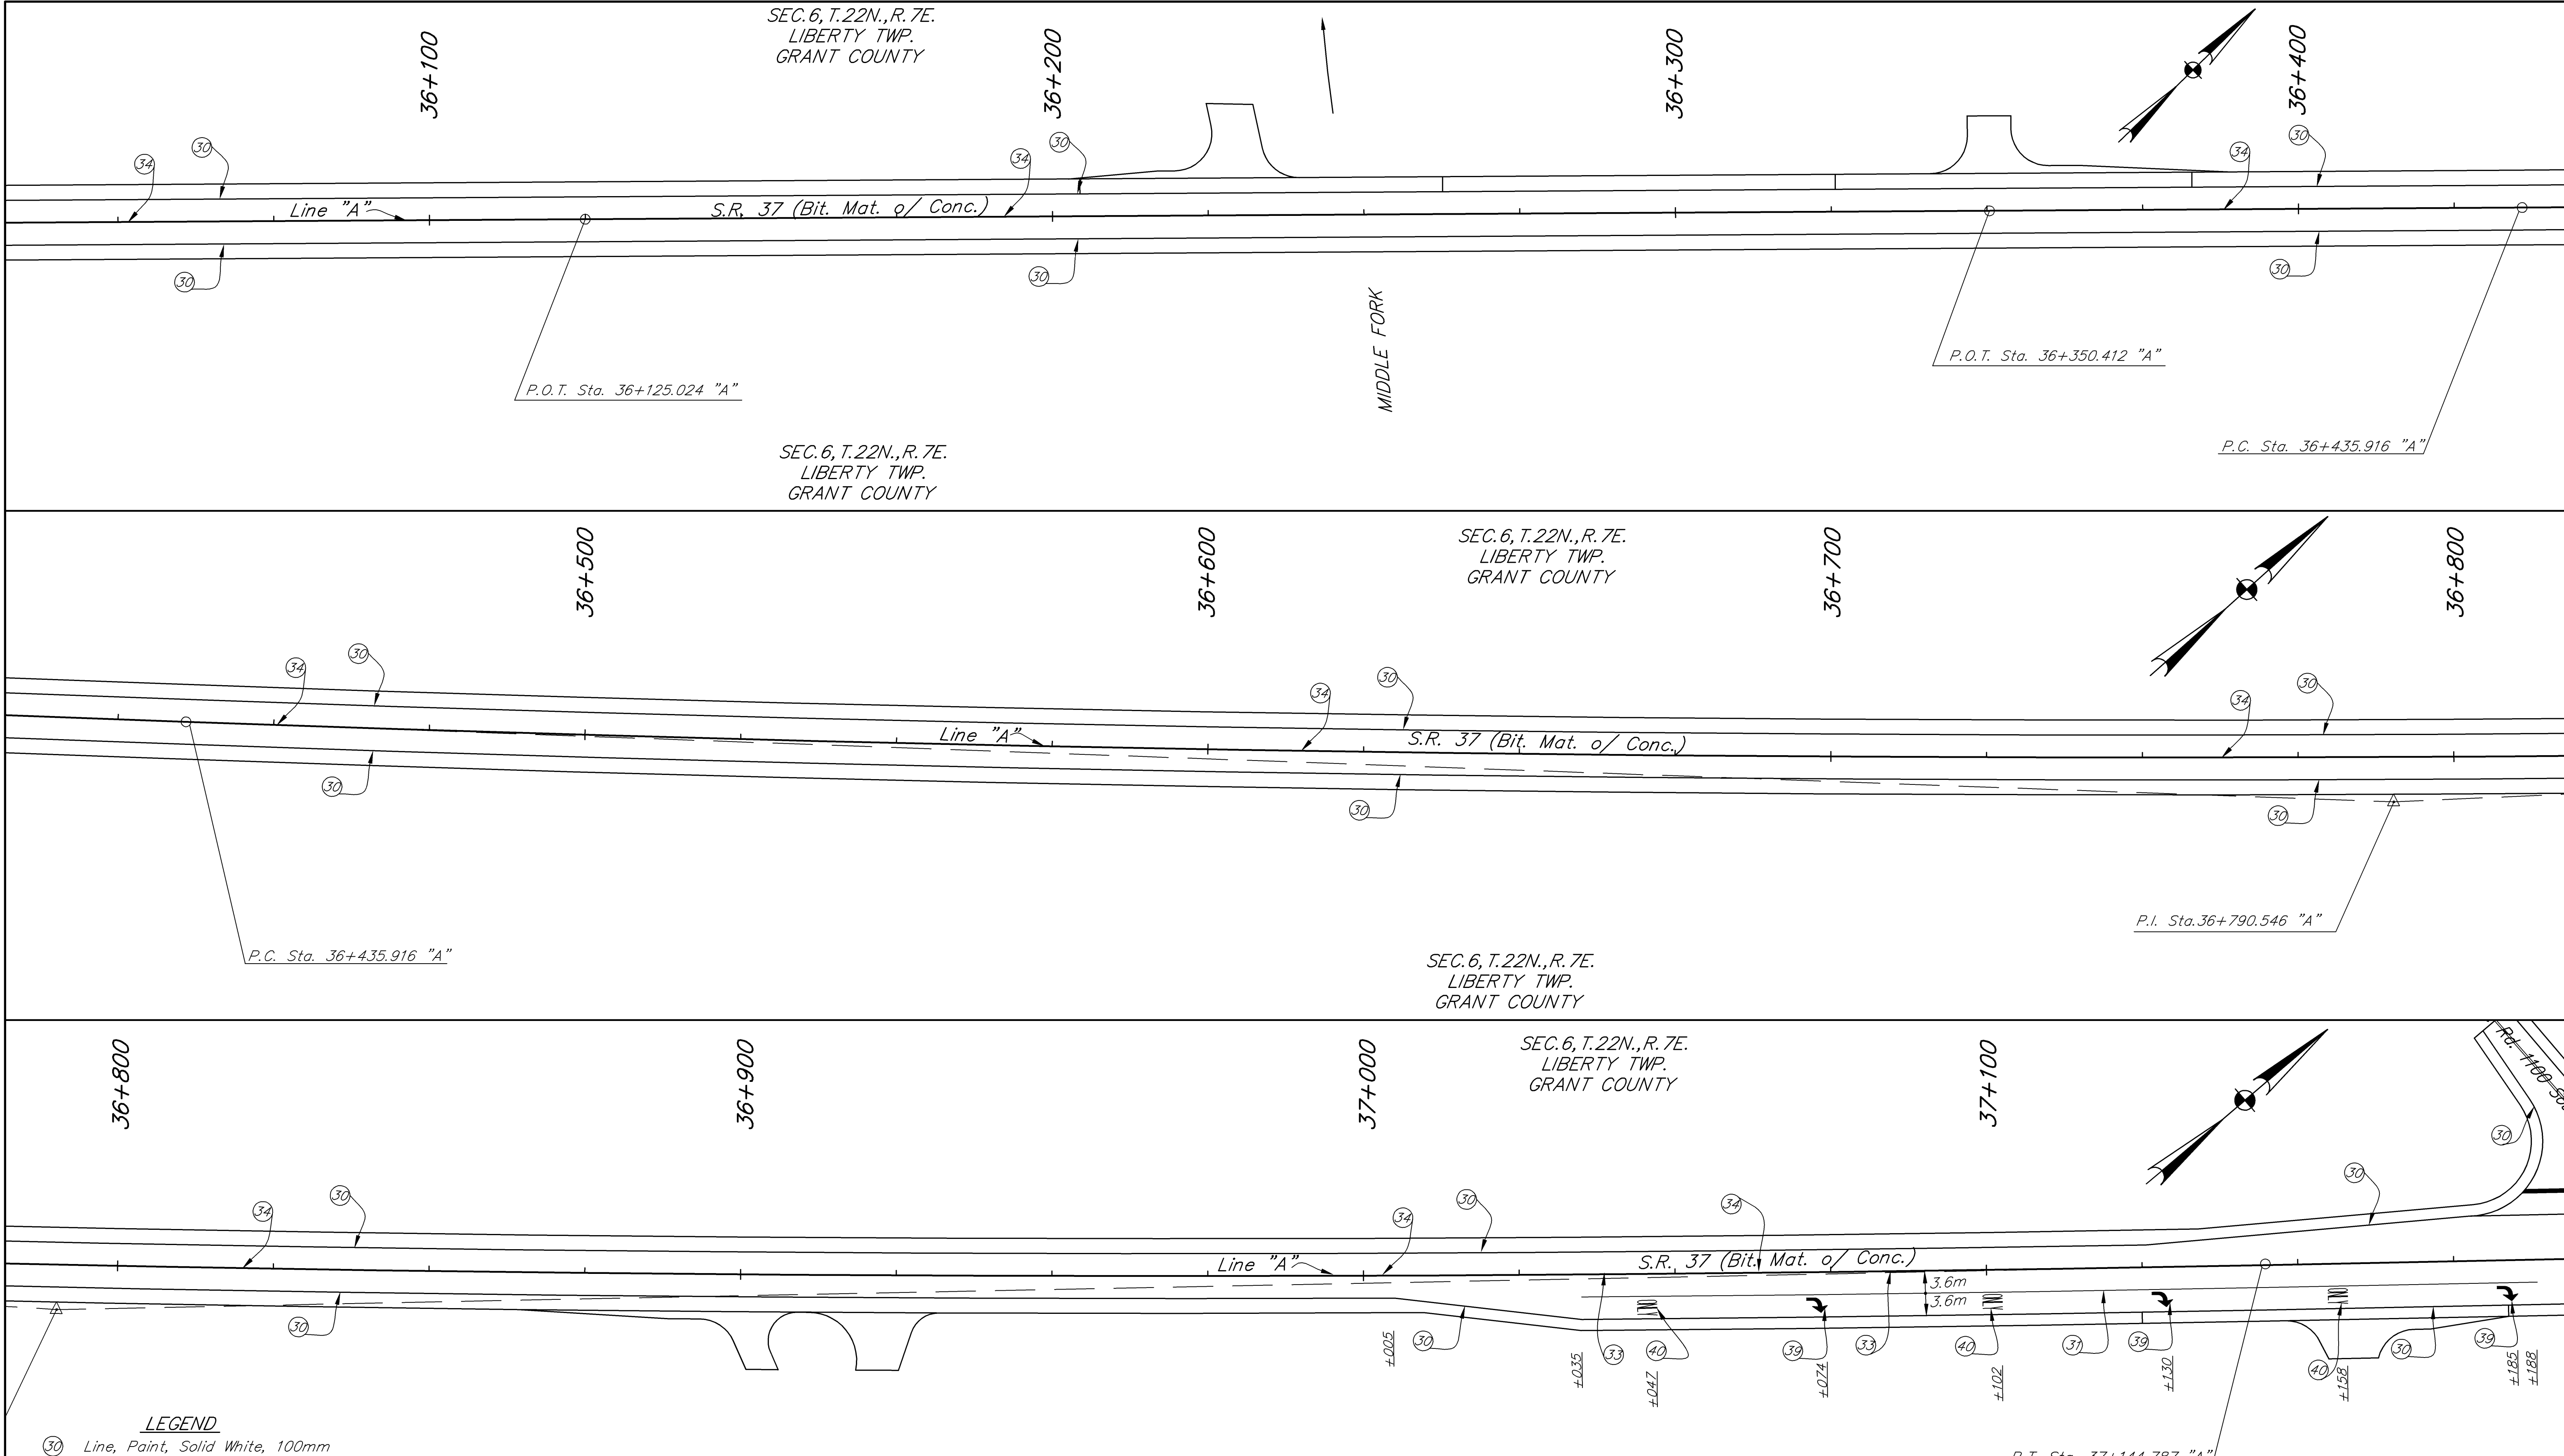 SEC.6, T.22N., R.7E.
LIBERTY TWP.
GRANT COUNTY
36+100
36+200
36+300
36+400
34
30
34
30
34
30
Line "A"
S.R. 37 (Bit. Mat. o/ Conc.)
30
30
30
MIDDLE FORK
P.O.T. Sta. 36+125.024 "A"
P.O.T. Sta. 36+350.412 "A"
P.C. Sta. 36+435.916 "A"
SEC.6, T.22N., R.7E.
LIBERTY TWP.
GRANT COUNTY
36+500
36+600
SEC.6, T.22N., R.7E.
LIBERTY TWP.
GRANT COUNTY
36+700
36+800
34
30
34
30
34
30
Line "A"
S.R. 37 (Bit. Mat. o/ Conc.)
30
30
30
P.C. Sta. 36+435.916 "A"
P.I. Sta.36+790.546 "A"
SEC.6, T.22N., R.7E.
LIBERTY TWP.
GRANT COUNTY
36+800
36+900
37+000
SEC.6, T.22N., R.7E.
LIBERTY TWP.
GRANT COUNTY
37+100
30
34
30
34
30
34
30
Line "A"
S.R. 37 (Bit. Mat. o/ Conc.)
3.6m
3.6m
30
30
33
40
39
33
40
31
39
40
30
39
+005
+035
+047
+074
+102
+130
+158
+185
+188
LEGEND
30 Line, Paint, Solid White, 100mm
P.T. Sta. 37+144.787 "A"